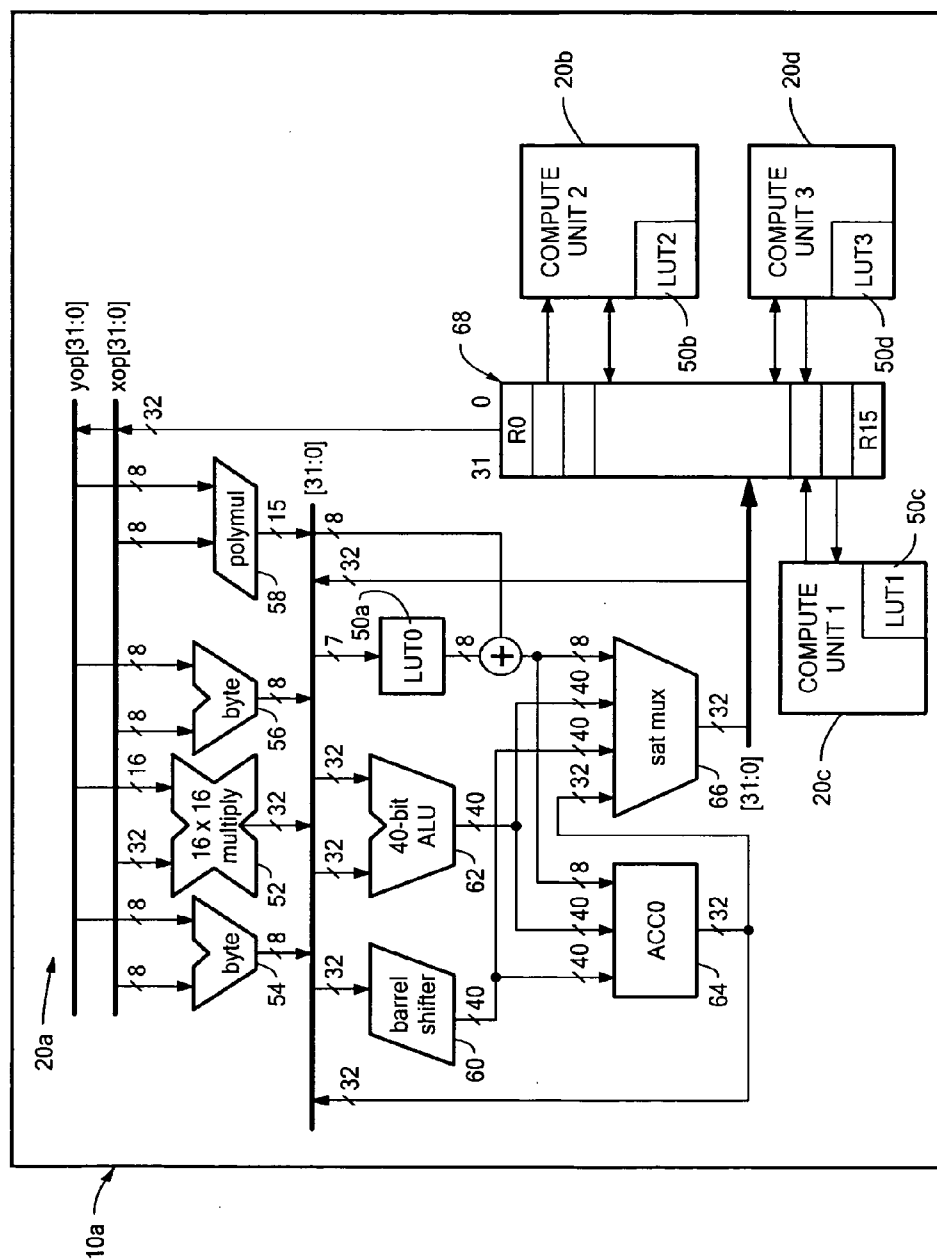 10a
20a
yop[31:0]
xop[31:0]
8
8
32
16
8
8
8
8
32
byte
54
8
16 x 16
multiply
52
32
byte
56
8
polymul
58
15
[31:0]
32
32
32
32
7
32
8
barrel
shifter
60
40
40-bit
ALU
62
40
LUT0
50a
8
+
40
40
8
ACC0
64
32
32
40
40
8
sat mux
66
32
[31:0]
31
0
68
R0
R15
COMPUTE
UNIT 1
LUT1
50c
20c
COMPUTE
UNIT 2
LUT2
50b
20b
COMPUTE
UNIT 3
LUT3
50d
20d